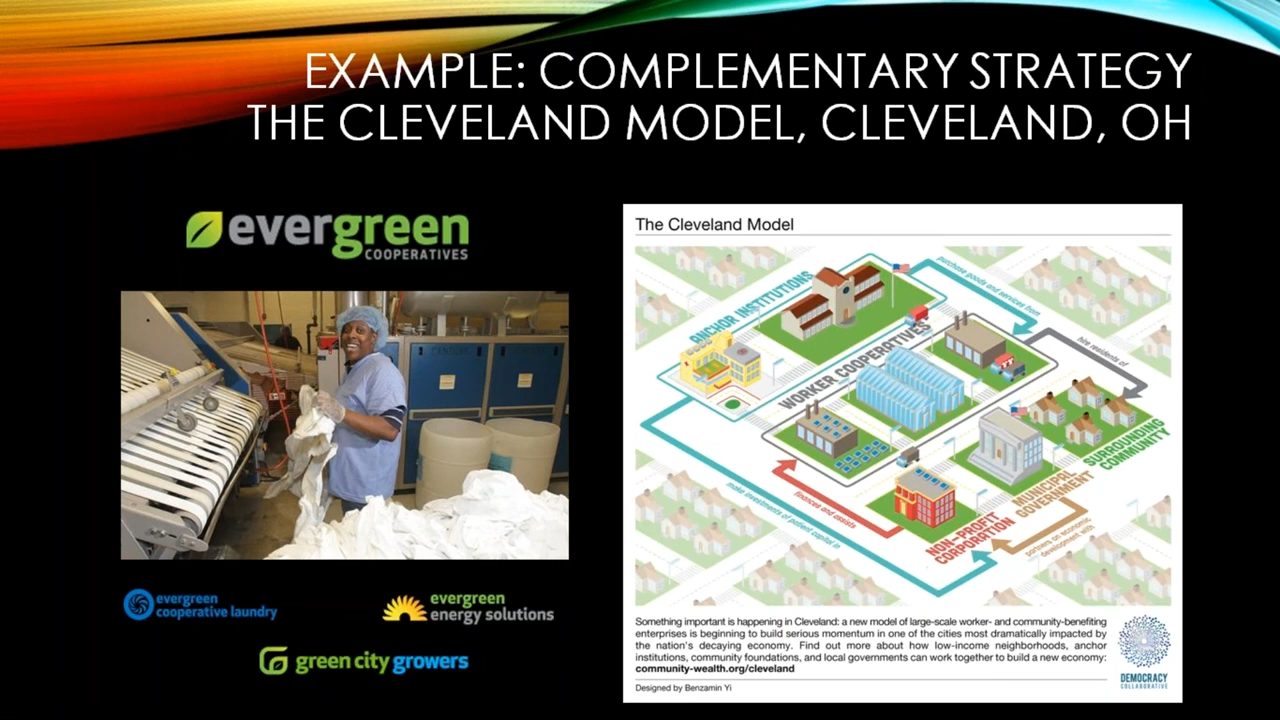 EXAMPLE: COMPLEMENTARY STRATEGY
THE CLEVELAND MODEL, CLEVELAND, OH
evergreen
COOPERATIVES
evergreen
cooperative laundry
evergreen
energy solutions
green city growers
The Cleveland Model
ANCHOR INSTITUTIONS
purchase goods and services from
WORKER COOPERATIVES
hire residents of
SURROUNDING
COMMUNITY
MUNICIPAL
GOVERNMENT
partners on economic
development with
NON-PROFIT
CORPORATION
finances and assists
make investments of patient capital in
Something important is happening in Cleveland: a new model of large-scale worker- and community-benefiting
enterprises is beginning to build serious momentum in one of the cities most dramatically impacted by
the nation's decaying economy. Find out more about how low-income neighborhoods, anchor
institutions, community foundations, and local governments can work together to build a new economy:
community-wealth.org/cleveland
Designed by Benzamin Yi
DEMOCRACY
COLLABORATIVE